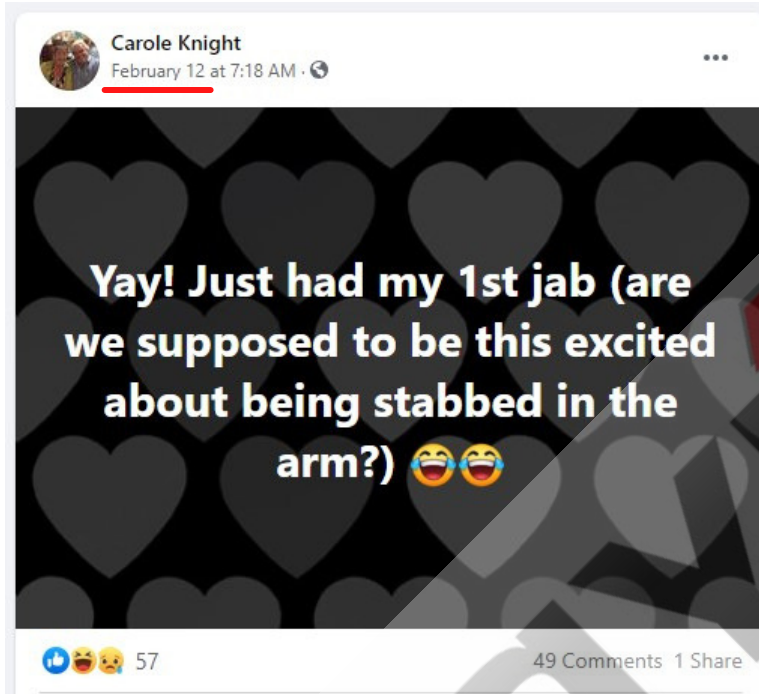 Carole Knight
February 12 at 7:18 AM ·
Yay! Just had my 1st jab (are
we supposed to be this excited
about being stabbed in the
arm?) 😂😂
57
49 Comments 1 Share